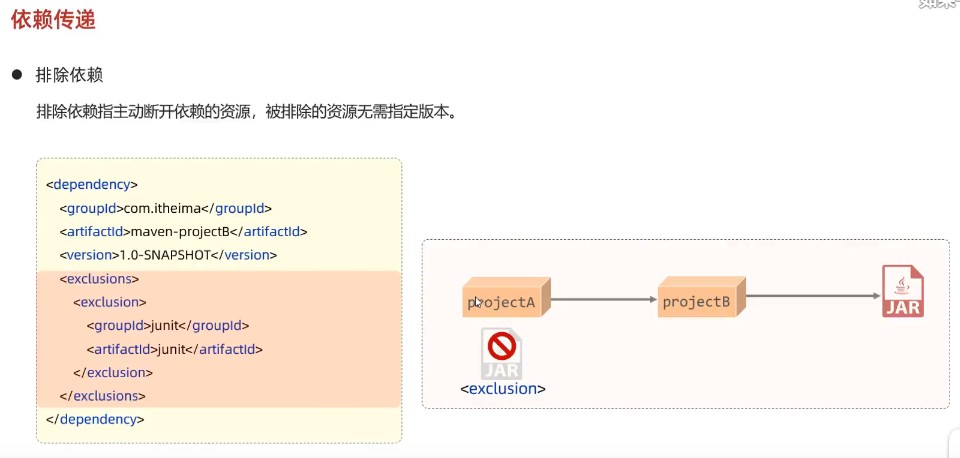 依赖传递
排除依赖
排除依赖指主动断开依赖的资源，被排除的资源无需指定版本。
<dependency>
<groupId>com.itheima</groupId>
<artifactId>maven-projectB</artifactId>
<version>1.0-SNAPSHOT</version>
<exclusions>
<exclusion>
<groupId>junit</groupId>
<artifactId>junit</artifactId>
</exclusion>
</exclusions>
</dependency>
projectA
projectB
JAR
JAR
<exclusion>